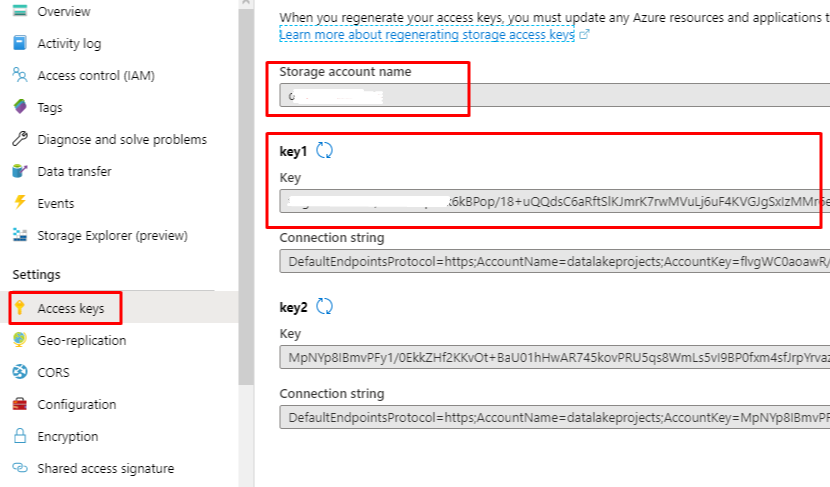 Overview
Activity log
Access control (IAM)
Tags
Diagnose and solve problems
Data transfer
Events
Storage Explorer (preview)
Settings
Access keys
Geo-replication
CORS
Configuration
Encryption
Shared access signature
When you regenerate your access keys, you must update any Azure resources and applications
Learn more about regenerating storage access keys
Storage account name
key1
Key
6kBPop/18+uQQdsC6aRftSlKJmrK7rwMVuLj6uF4KVGJgSxIzMMr6e
Connection string
DefaultEndpointsProtocol=https;AccountName=datalakeprojects;AccountKey=flvgWC0aoawR/
key2
Key
MpNYp8IBmvPFy1/0EkkZHf2KKvOt+BaU01hHwAR745kovPRU5qs8WmLs5vI9BP0fxm4sfJrpYrvaz
Connection string
DefaultEndpointsProtocol=https;AccountName=datalakeprojects;AccountKey=MpNYp8IBmvPF